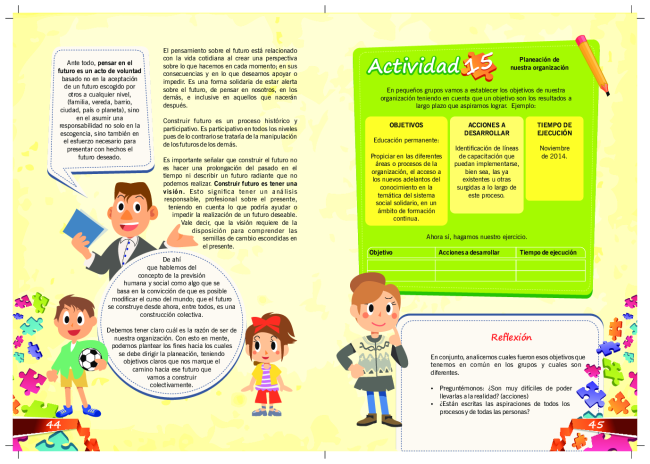 Ante todo, pensar en el
futuro es un acto de voluntad
basado no en la aceptación
de un futuro escogido por
otros a cualquier nivel,
(familia, vereda, barrio,
ciudad, país o planeta), sino
en el asumir una
responsabilidad no solo en la
escogencia, sino también en
el esfuerzo necesario para
presentar con hechos el
futuro deseado.
El pensamiento sobre el futuro está relacionado
con la vida cotidiana al crear una perspectiva
sobre lo que hacemos en cada momento; en sus
consecuencias y en lo que deseamos apoyar o
impedir. Es una forma solidaria de estar alerta
sobre el futuro, de pensar en nosotros, en los
demás, e inclusive en aquellos que nacerán
después.
Construir futuro es un proceso histórico y
participativo. Es participativo en todos los niveles
pues de lo contrario se trataría de la manipulación
de los futuros de los demás.
Es importante señalar que construir el futuro no
es hacer una prolongación del pasado en el
tiempo ni describir un futuro radiante que no
podemos realizar. Construir futuro es tener una
visión. Esto significa tener un análisis
responsable, profesional sobre el presente,
teniendo en cuenta lo que podría ayudar o
impedir la realización de un futuro deseable.
Vale decir, que la visión requiere de la
disposición para comprender las
semillas de cambio escondidas en
el presente.
De ahí
que hablemos del
concepto de la previsión
humana y social como algo que se
basa en la convicción de que es posible
modificar el curso del mundo; que el futuro
se construye desde ahora, entre todos, es una
construcción colectiva.
Debemos tener claro cuál es la razón de ser de
nuestra organización. Con esto en mente,
podemos plantear los fines hacia los cuales
se debe dirigir la planeación, teniendo
objetivos claros que nos marque el
camino hacia ese futuro que
vamos a construir
colectivamente.
44
Actividad 15
Planeación de
nuestra organización
En pequeños grupos vamos a establecer los objetivos de nuestra
organización teniendo en cuenta que un objetivo son los resultados a
largo plazo que aspiramos lograr. Ejemplo:
OBJETIVOS
Educación permanente:
Propiciar en las diferentes
áreas o procesos de la
organización, el acceso a
los nuevos adelantos del
conocimiento en la
temática del sistema
social solidario, en un
ámbito de formación
continua.
ACCIONES A
DESARROLLAR
Identificación de líneas
de capacitación que
puedan implementarse,
bien sea, las ya
existentes u otras
surgidas a lo largo de
este proceso.
TIEMPO DE
EJECUCIÓN
Noviembre
de 2014.
Ahora sí, hagamos nuestro ejercicio.
Objetivo Acciones a desarrollar Tiempo de ejecución
Reflexión
En conjunto, analicemos cuales fueron esos objetivos que
tenemos en común en los grupos y cuales son
diferentes.
• Preguntémonos: ¿Son muy difíciles de poder
llevarlas a la realidad? (acciones)
• ¿Están escritas las aspiraciones de todos los
procesos y de todas las personas?
45